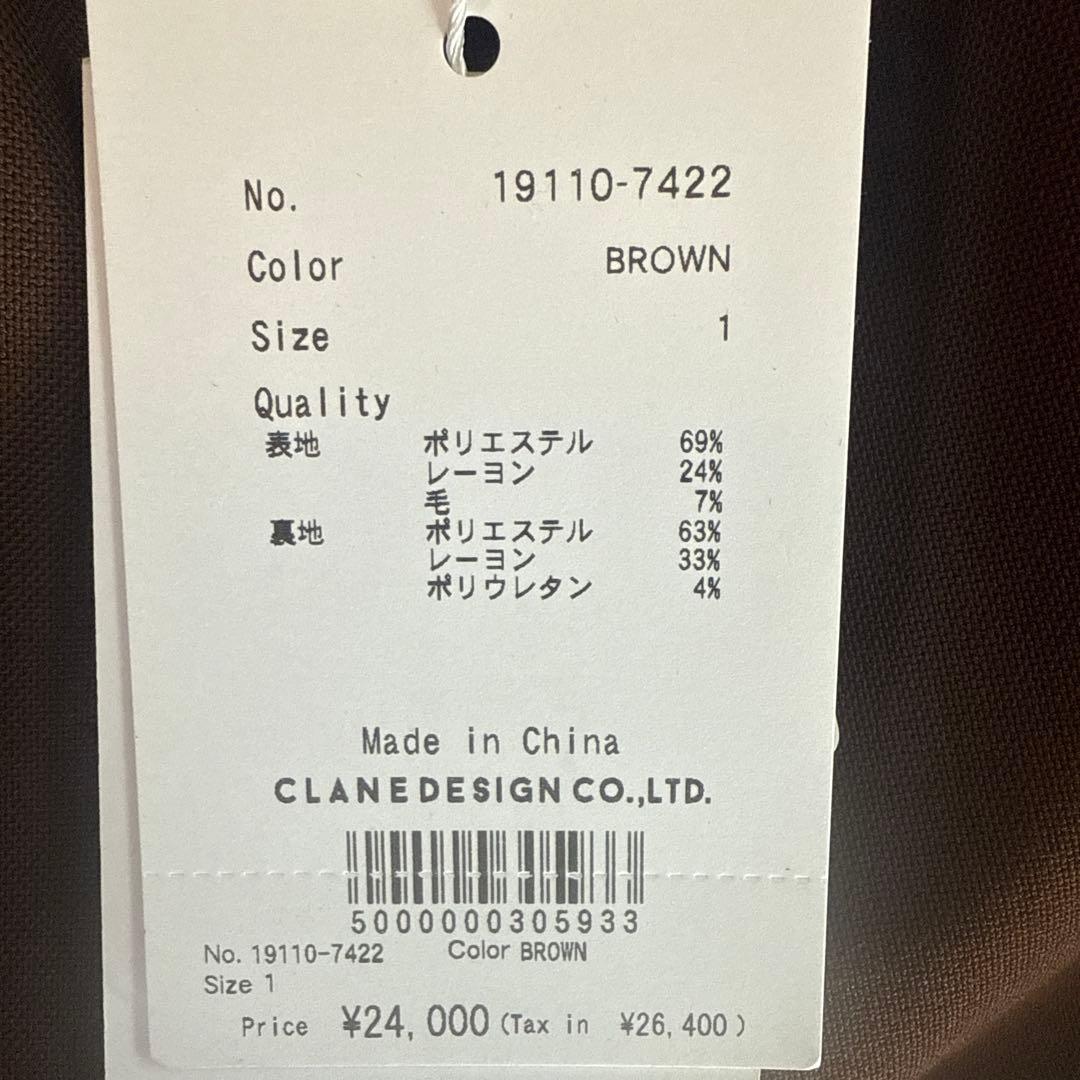 No. 19110-7422
Color BROWN
Size 1
Quality
表地 ポリエステル 69%
レーヨン 24%
毛 7%
裏地 ポリエステル 63%
レーヨン 33%
ポリウレタン 4%
Made in China
CLANE DESIGN CO.,LTD.
5000000305933
No. 19110-7422 Color BROWN
Size 1
Price ¥24,000 (Tax in ¥26,400)